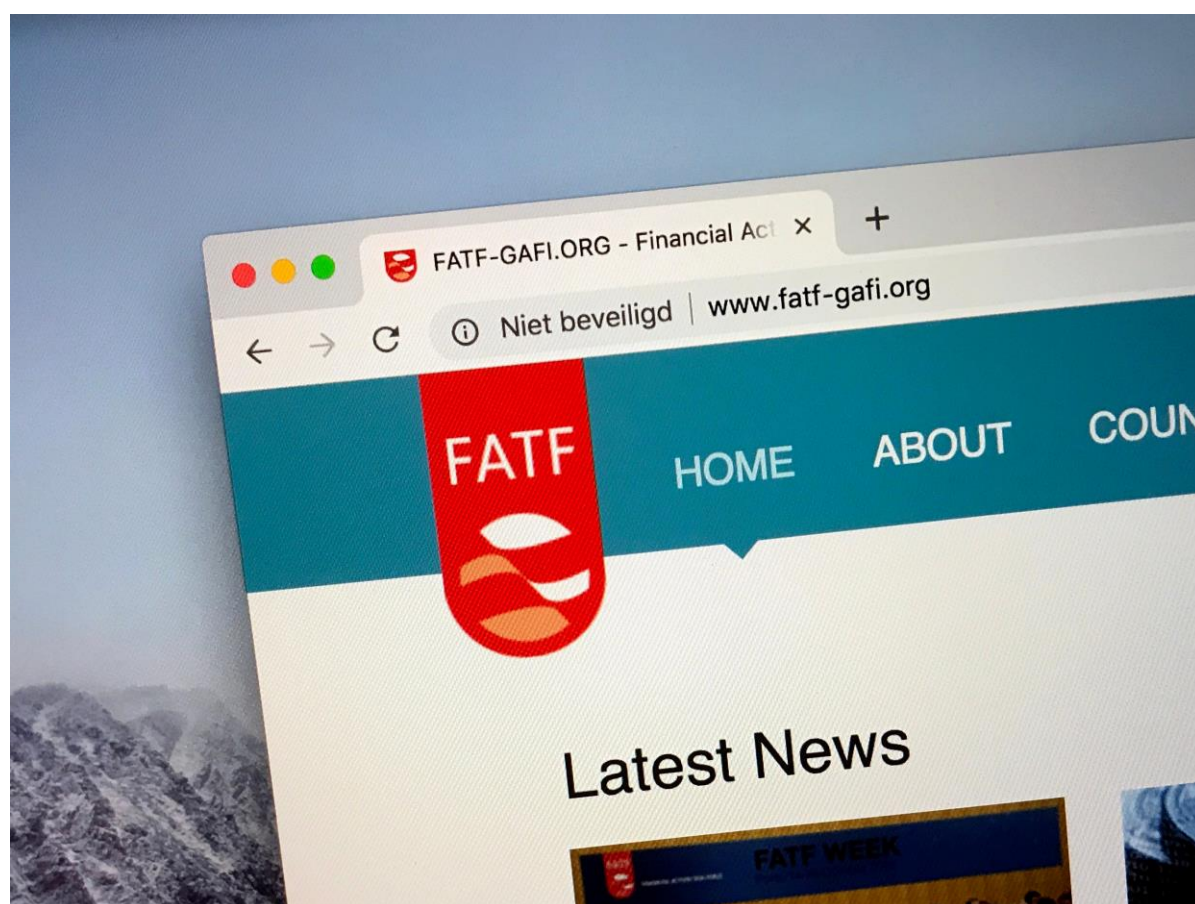 FATF-GAFI.ORG - Financial Act
Niet beveiligd | www.fatf-gafi.org
FATF
HOME
ABOUT
COUN
Latest News
FATF
FATF WEEK